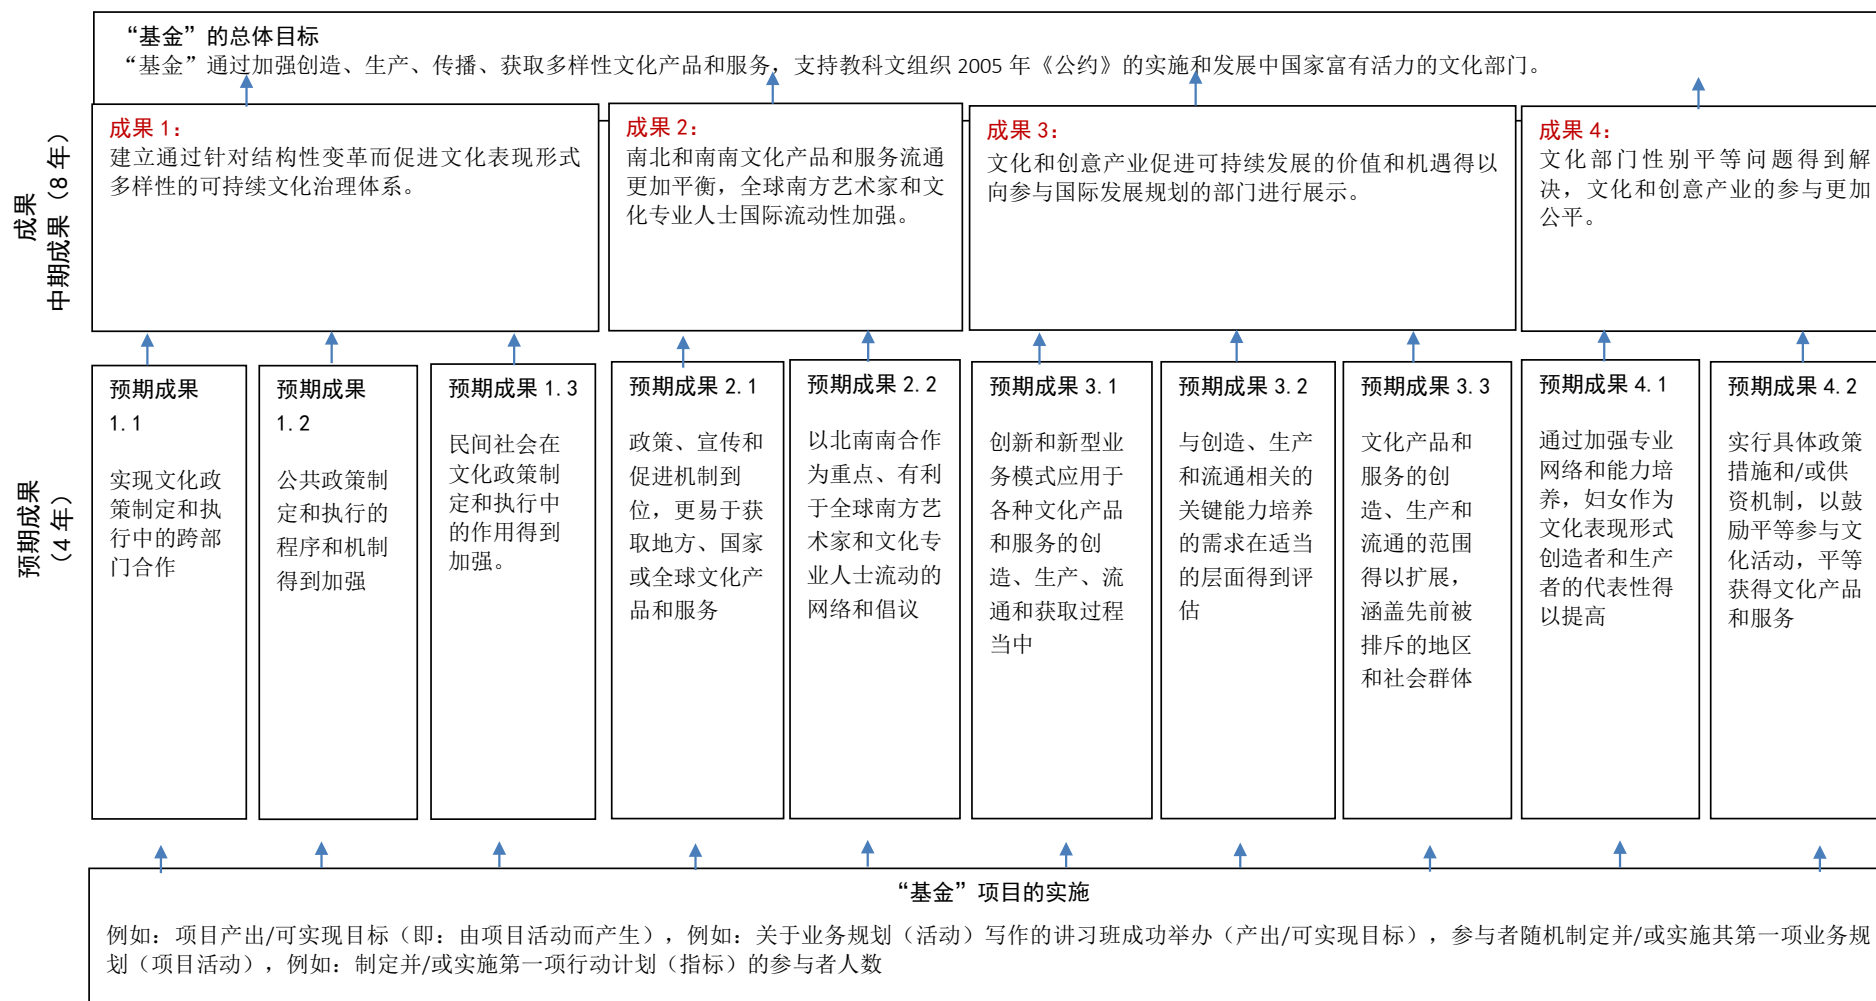 “基金”的总体目标
“基金”通过加强创造、生产、传播、获取多样性文化产品和服务，支持教科文组织 2005 年《公约》的实施和发展中国家富有活力的文化部门。
成果
中期成果（8 年）
成果 1：
建立通过针对结构性变革而促进文化表现形式
多样性的可持续文化治理体系。
成果 2：
南北和南南文化产品和服务流通
更加平衡，全球南方艺术家和文
化专业人士国际流动性加强。
成果 3：
文化和创意产业促进可持续发展的价值和机遇得以
向参与国际发展规划的部门进行展示。
成果 4：
文化部门性别平等问题得到解
决，文化和创意产业的参与更加
公平。
预期成果
（4 年）
预期成果
1.1
实现文化政
策制定和执
行中的跨部
门合作
预期成果
1.2
公共政策制
定和执行的
程序和机制
得到加强
预期成果 1.3
民间社会在
文化政策制
定和执行中
的作用得到
加强。
预期成果 2.1
政策、宣传和
促进机制到
位，更易于获
取地方、国家
或全球文化产
品和服务
预期成果 2.2
以北南南合作
为重点、有利
于全球南方艺
术家和文化专
业人士流动的
网络和倡议
预期成果 3.1
创新和新型业
务模式应用于
各种文化产品
和服务的创
造、生产、流
通和获取过程
当中
预期成果 3.2
与创造、生产
和流通相关的
关键能力培养
的需求在适当
的层面得到评
估
预期成果 3.3
文化产品和
服务的创
造、生产和
流通的范围
得以扩展，
涵盖先前被
排斥的地区
和社会群体
预期成果 4.1
通过加强专业
网络和能力培
养，妇女作为
文化表现形式
创造者和生产
者的代表性得
以提高
预期成果 4.2
实行具体政策
措施和/或供
资机制，以鼓
励平等参与文
化活动，平等
获得文化产品
和服务
“基金”项目的实施
例如：项目产出/可实现目标（即：由项目活动而产生），例如：关于业务规划（活动）写作的讲习班成功举办（产出/可实现目标），参与者随机制定并/或实施其第一项业务规
划（项目活动），例如：制定并/或实施第一项行动计划（指标）的参与者人数